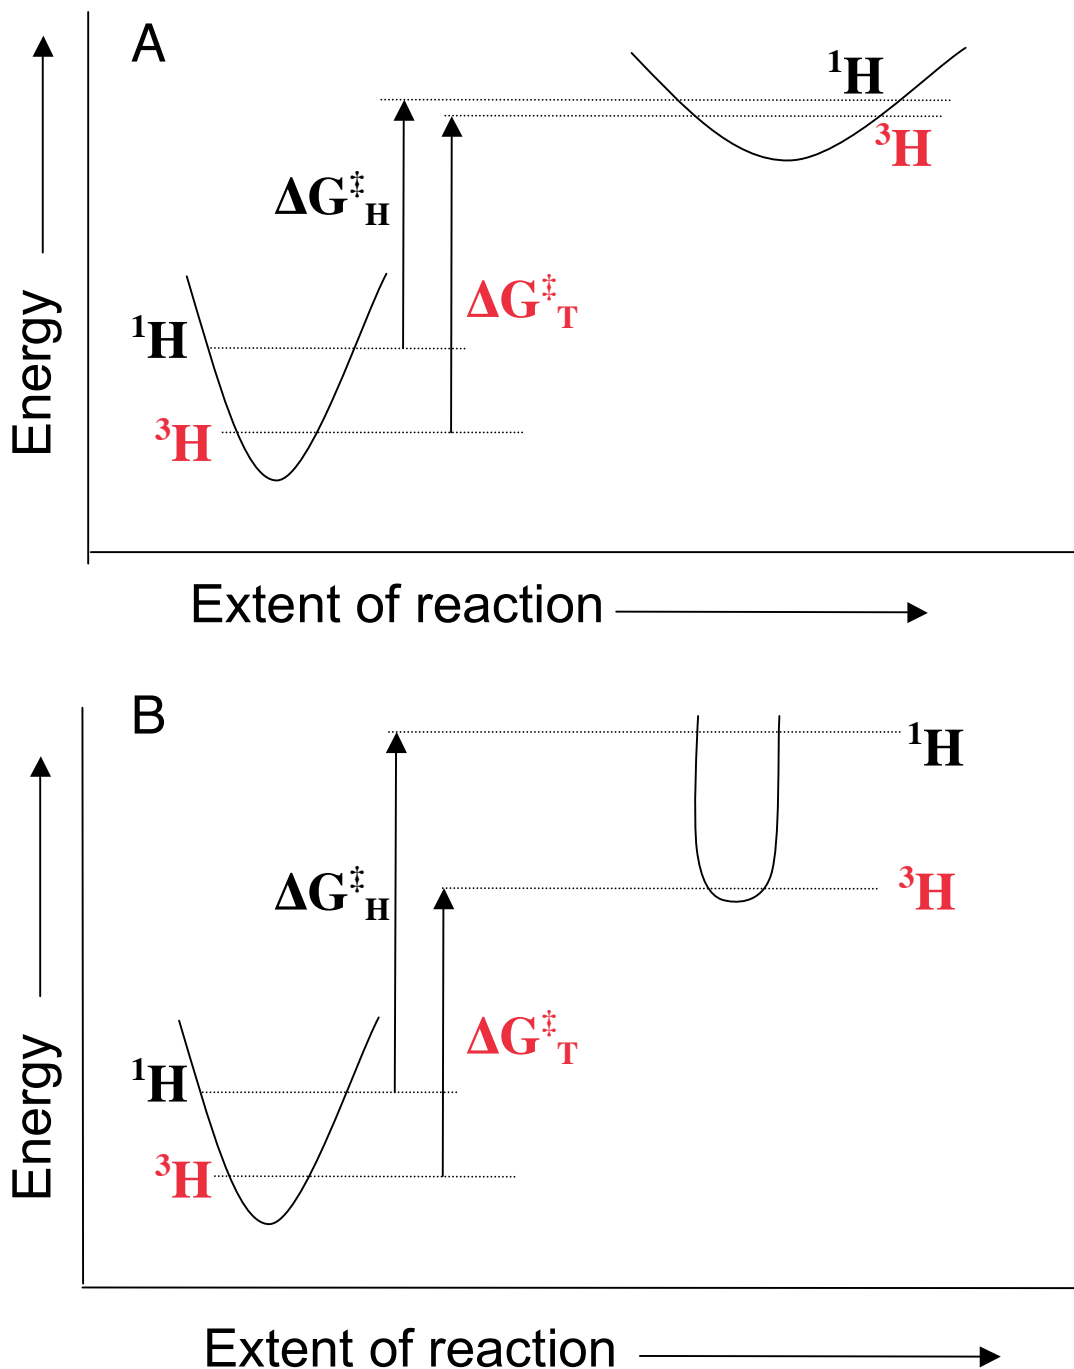 A
¹H
³H
ΔG‡H
ΔG‡T
¹H
³H
Energy
Extent of reaction
B
¹H
³H
ΔG‡H
ΔG‡T
¹H
³H
Energy
Extent of reaction